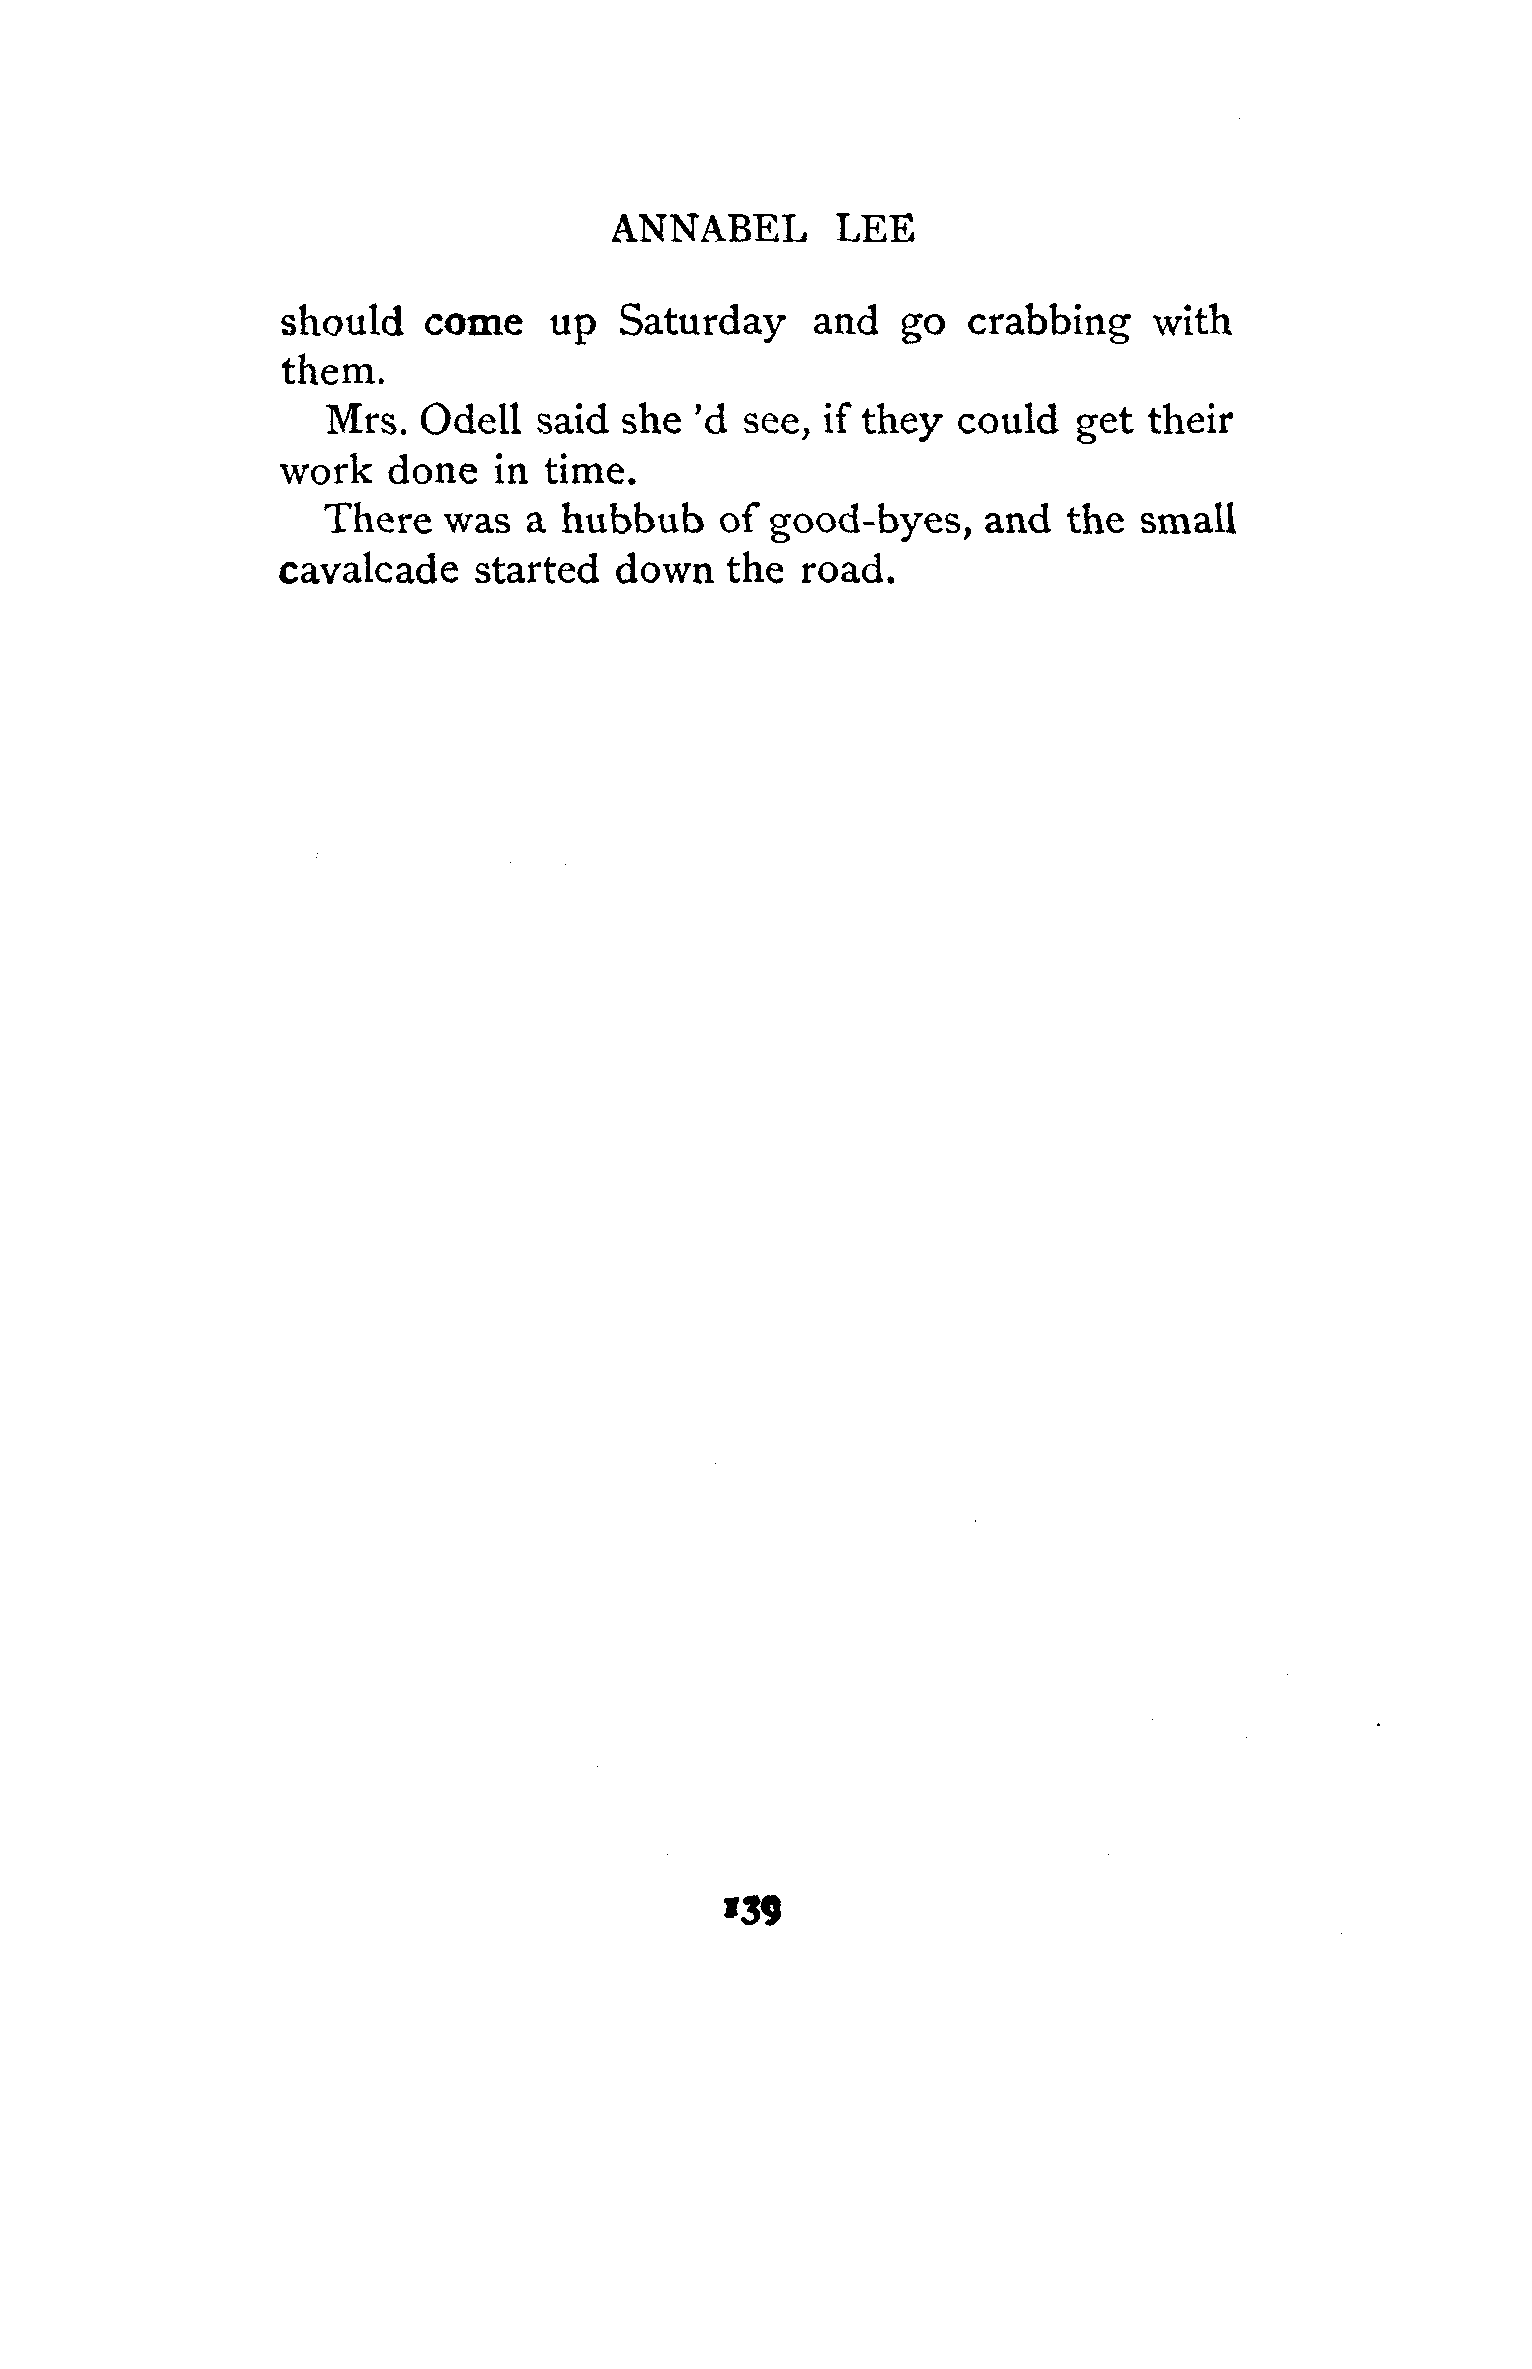 ANNABEL LEE
should come up Saturday and go crabbing with
them.
Mrs. Odell said she 'd see, if they could get their
work done in time.
There was a hubbub of good-byes, and the small
cavalcade started down the road.
139